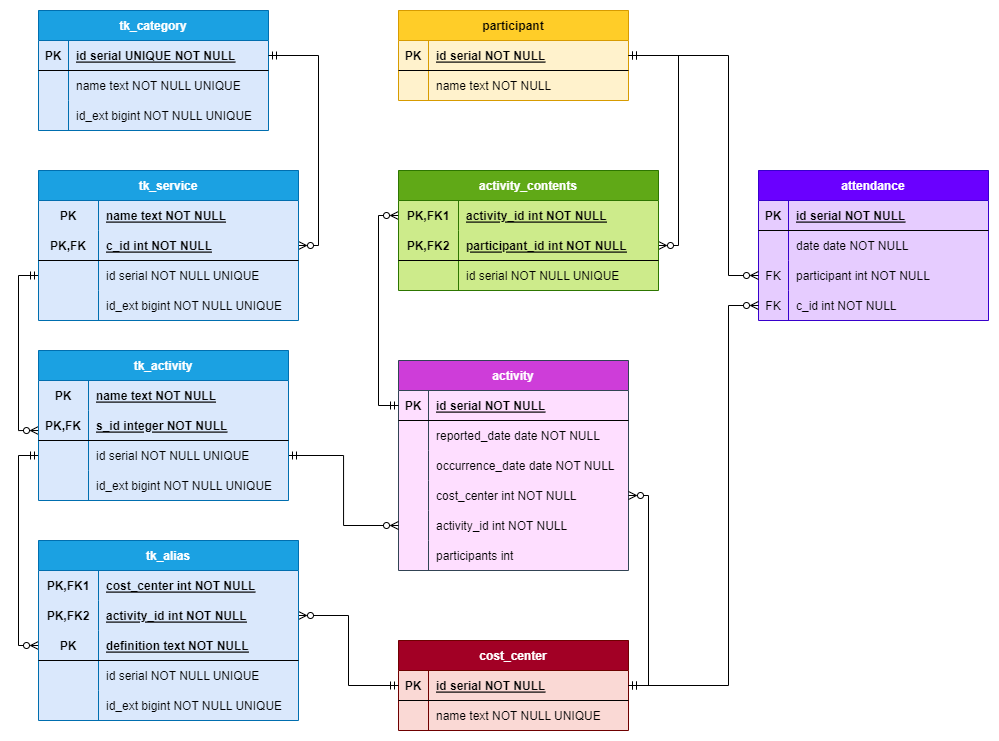 tk_category
PK id serial UNIQUE NOT NULL
name text NOT NULL UNIQUE
id_ext bigint NOT NULL UNIQUE
participant
PK id serial NOT NULL
name text NOT NULL
tk_service
PK name text NOT NULL
PK,FK c_id int NOT NULL
id serial NOT NULL UNIQUE
id_ext bigint NOT NULL UNIQUE
activity_contents
PK,FK1 activity_id int NOT NULL
PK,FK2 participant_id int NOT NULL
id serial NOT NULL UNIQUE
attendance
PK id serial NOT NULL
date date NOT NULL
FK participant int NOT NULL
FK c_id int NOT NULL
tk_activity
PK name text NOT NULL
PK,FK s_id integer NOT NULL
id serial NOT NULL UNIQUE
id_ext bigint NOT NULL UNIQUE
activity
PK id serial NOT NULL
reported_date date NOT NULL
occurrence_date date NOT NULL
cost_center int NOT NULL
activity_id int NOT NULL
participants int
tk_alias
PK,FK1 cost_center int NOT NULL
PK,FK2 activity_id int NOT NULL
PK definition text NOT NULL
id serial NOT NULL UNIQUE
id_ext bigint NOT NULL UNIQUE
cost_center
PK id serial NOT NULL
name text NOT NULL UNIQUE